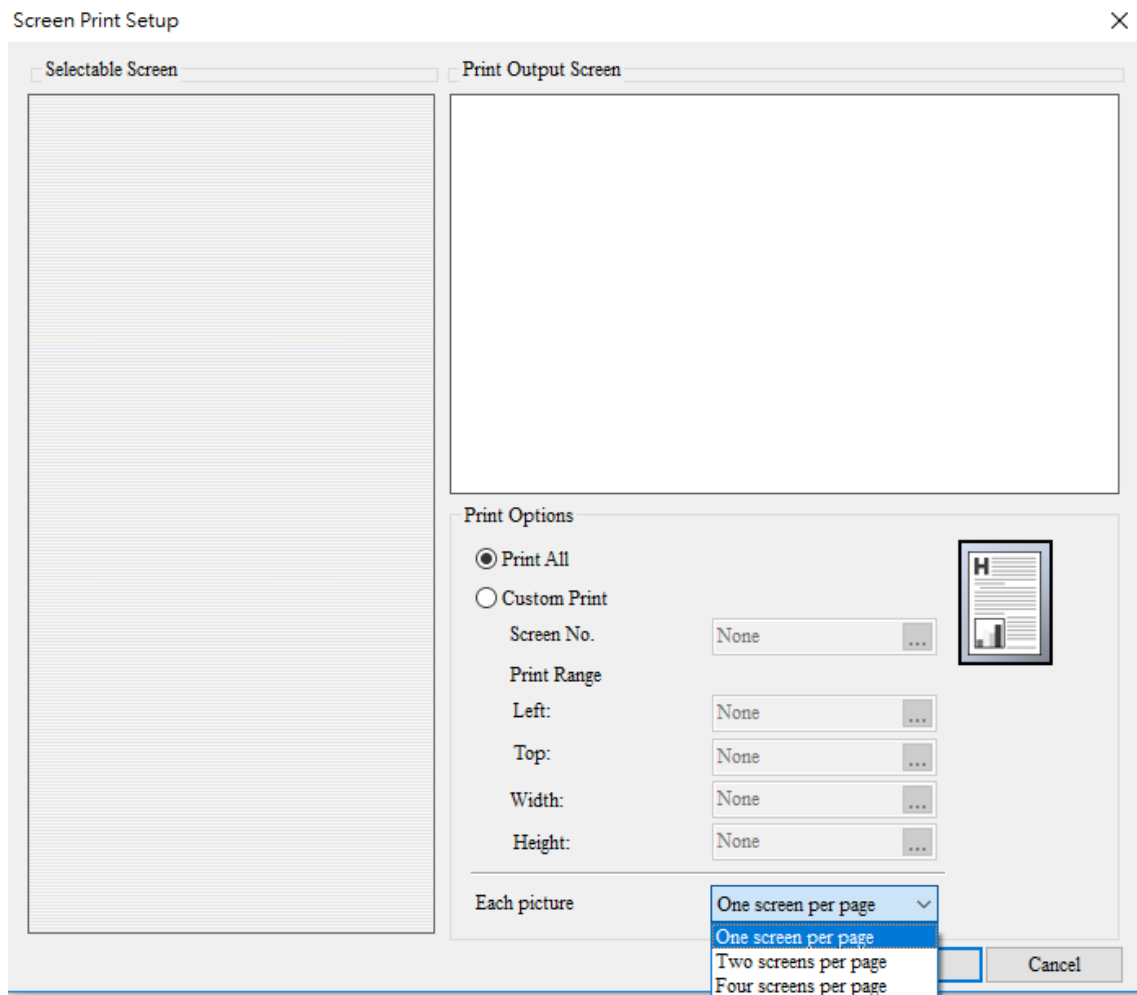 Screen Print Setup
Selectable Screen
Print Output Screen
Print Options
Print All
Custom Print
Screen No.
None
...
Print Range
Left:
None
...
Top:
None
...
Width:
None
...
Height:
None
...
Each picture
One screen per page
One screen per page
Two screens per page
Four screens per page
Cancel
H